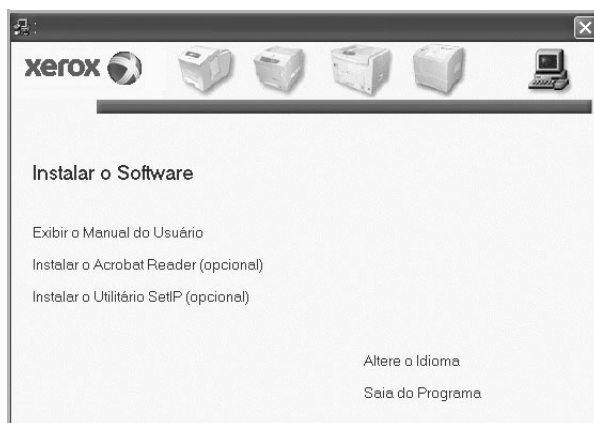 :
xerox
Instalar o Software
Exibir o Manual do Usuário
Instalar o Acrobat Reader (opcional)
Instalar o Utilitário SetIP (opcional)
Altere o Idioma
Saia do Programa